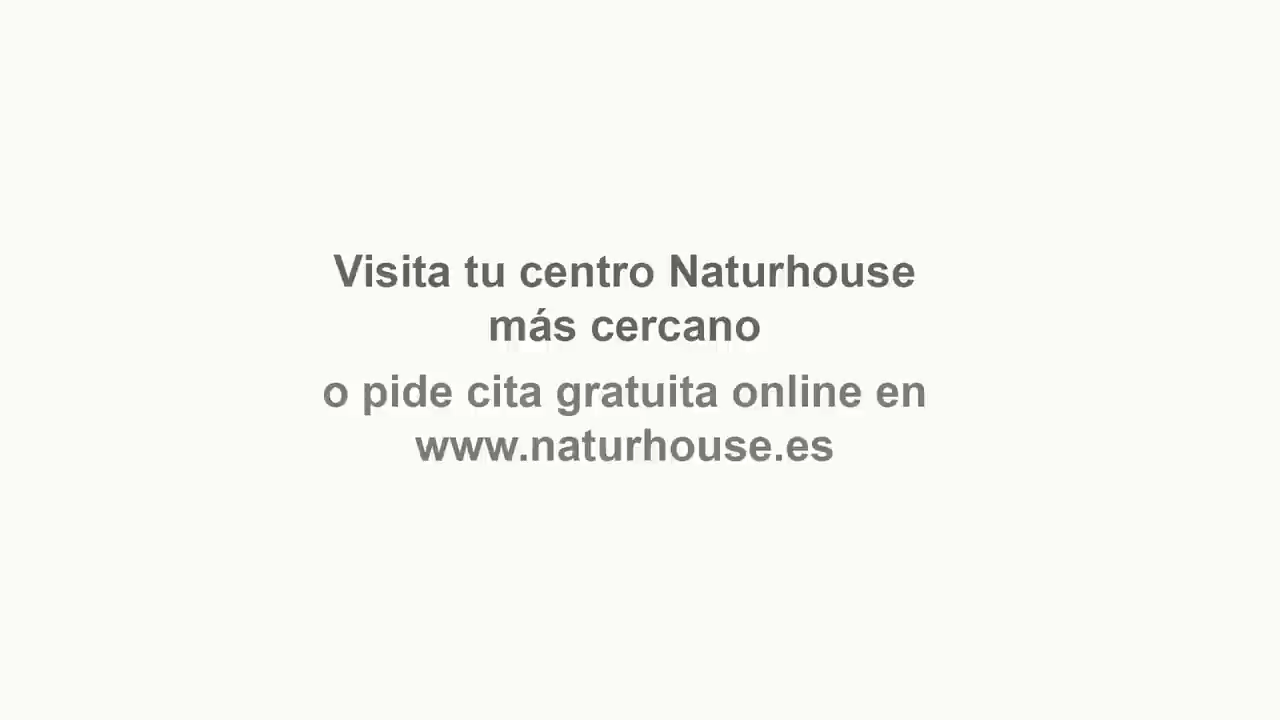 Visita tu centro Naturhouse
más cercano
o pide cita gratuita online en
www.naturhouse.es